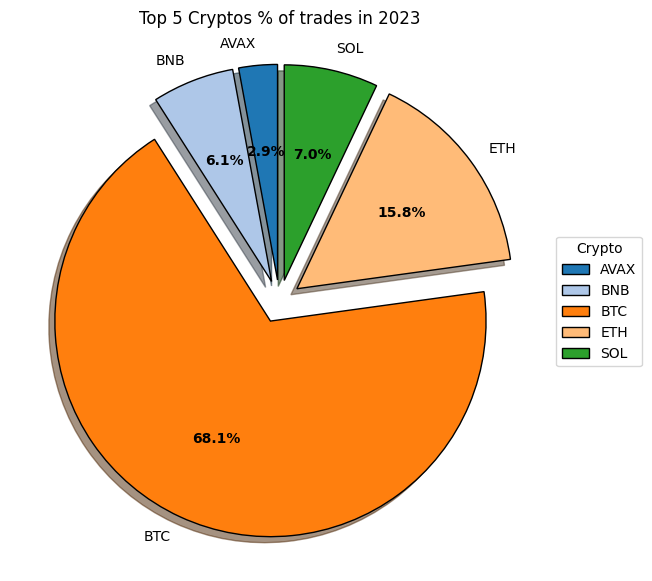 Top 5 Cryptos % of trades in 2023
AVAX
SOL
BNB
ETH
2.9%
7.0%
6.1%
15.8%
Crypto
AVAX
BNB
BTC
ETH
SOL
68.1%
BTC